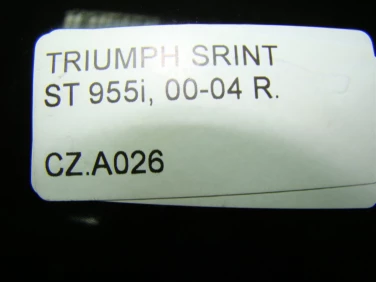 TRIUMPH SRINT
ST 955i, 00-04 R.
CZ.A026